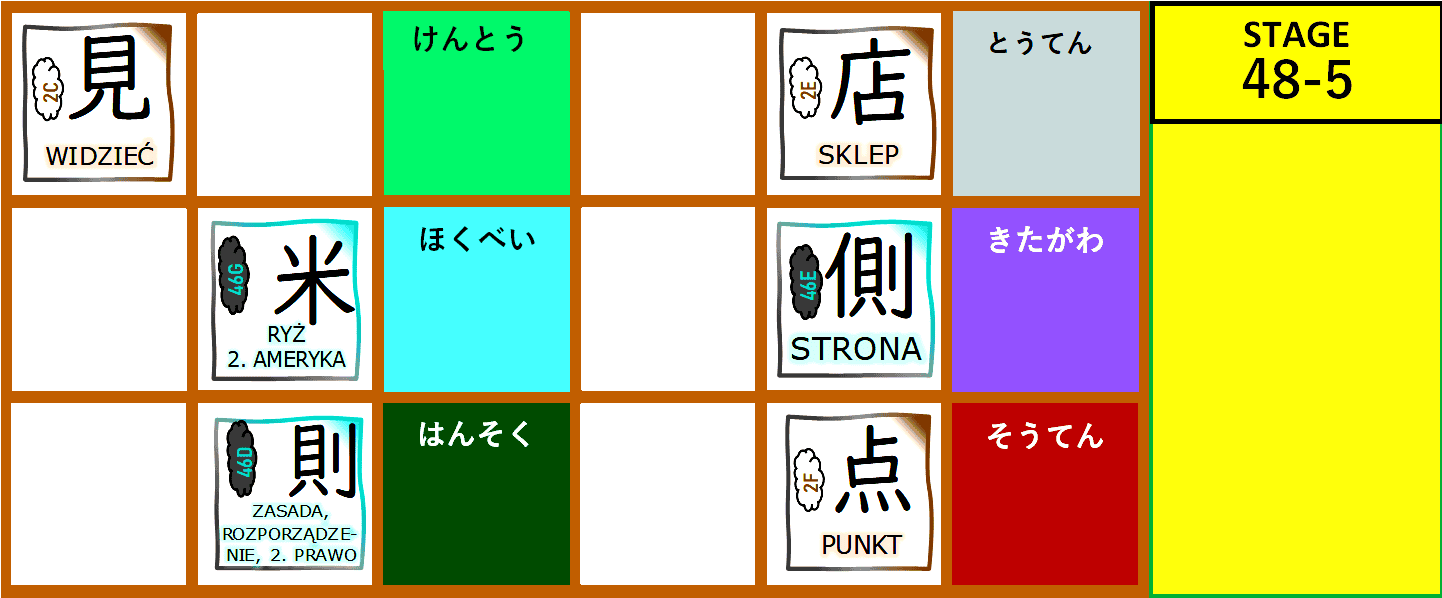 見
2C
WIDZIEĆ
けんとう
店
2E
SKLEP
とうてん
STAGE
48-5
米
46G
RYŻ
2. AMERYKA
ほくべい
側
46E
STRONA
きたがわ
則
46D
ZASADA,
ROZPORZĄDZE-
NIE, 2. PRAWO
はんそく
点
2F
PUNKT
そうてん